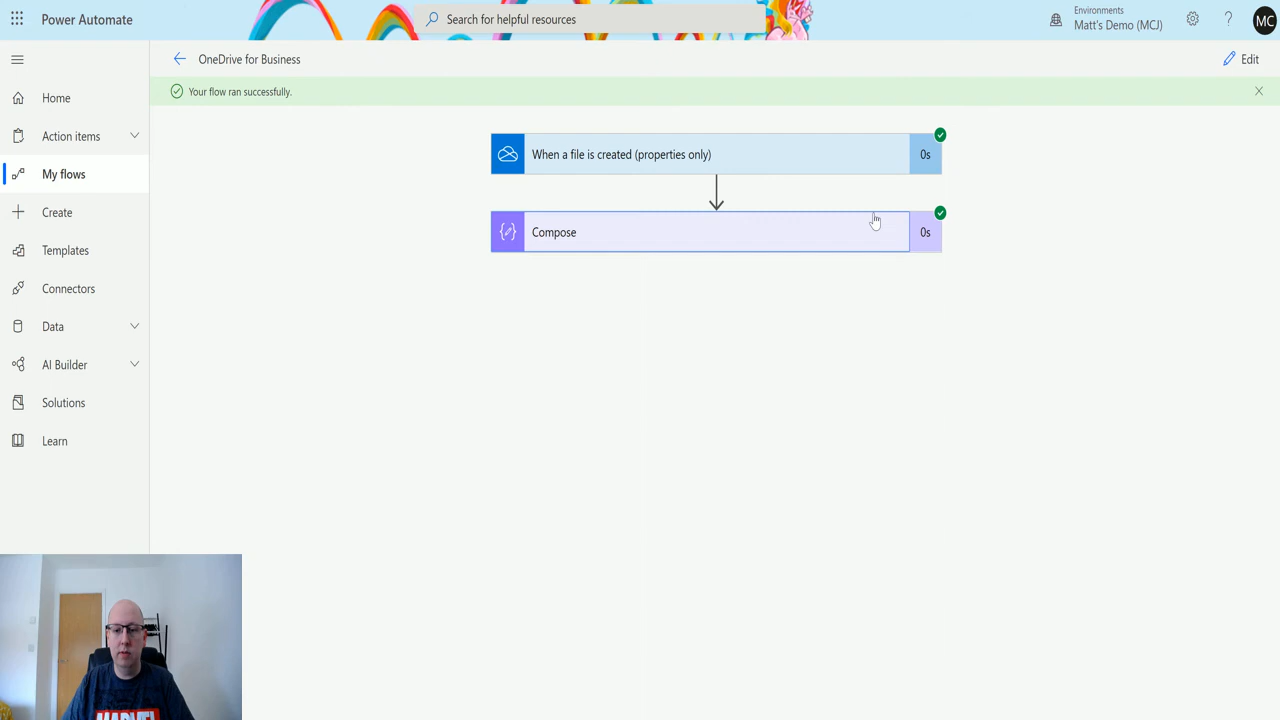 Power Automate
Search for helpful resources
Environments
Matt's Demo (MCJ)
?
MC
OneDrive for Business
Edit
Your flow ran successfully.
Home
Action items
My flows
Create
Templates
Connectors
Data
AI Builder
Solutions
Learn
When a file is created (properties only)
0s
Compose
0s
MARVEL